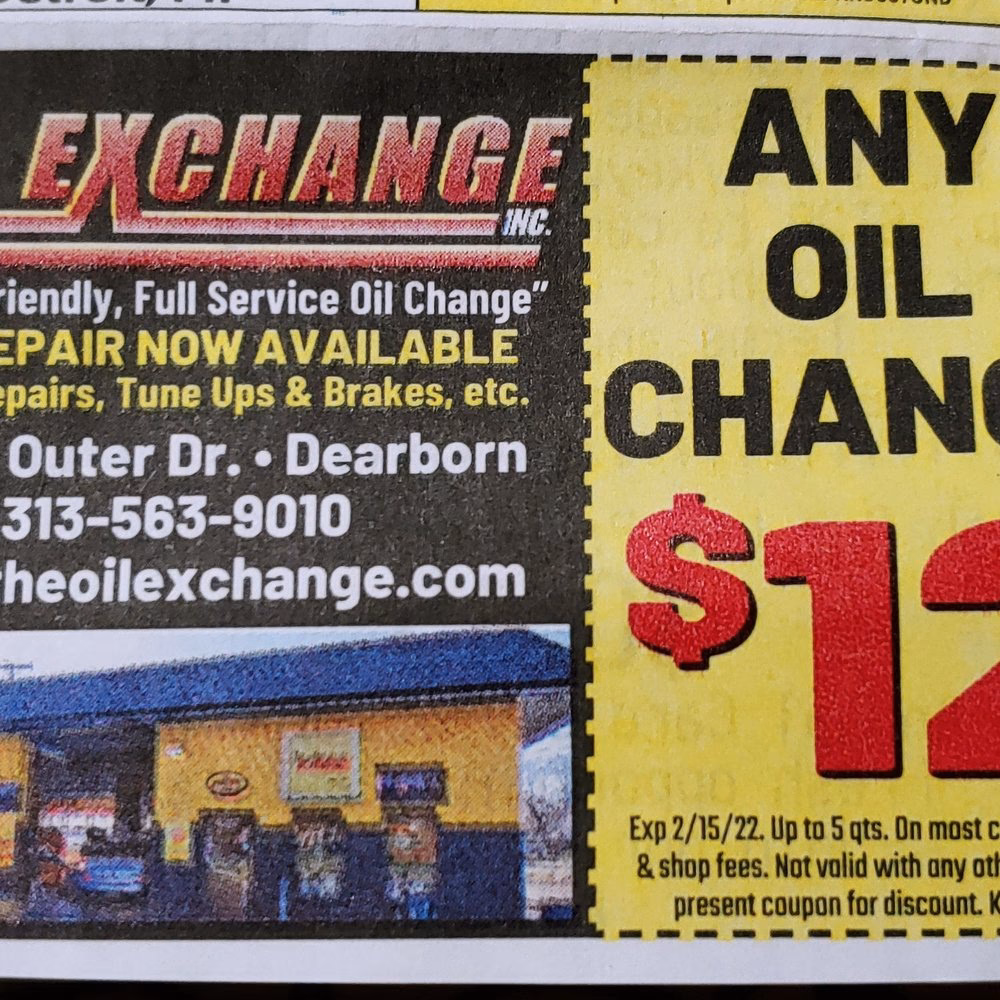 EXCHANGE
INC.
riendly, Full Service Oil Change”
EPAIR NOW AVAILABLE
epairs, Tune Ups & Brakes, etc.
Outer Dr. • Dearborn
313-563-9010
theoilexchange.com
ANY
OIL
CHANG
$12
Exp 2/15/22. Up to 5 qts. On most c
& shop fees. Not valid with any oth
present coupon for discount. K